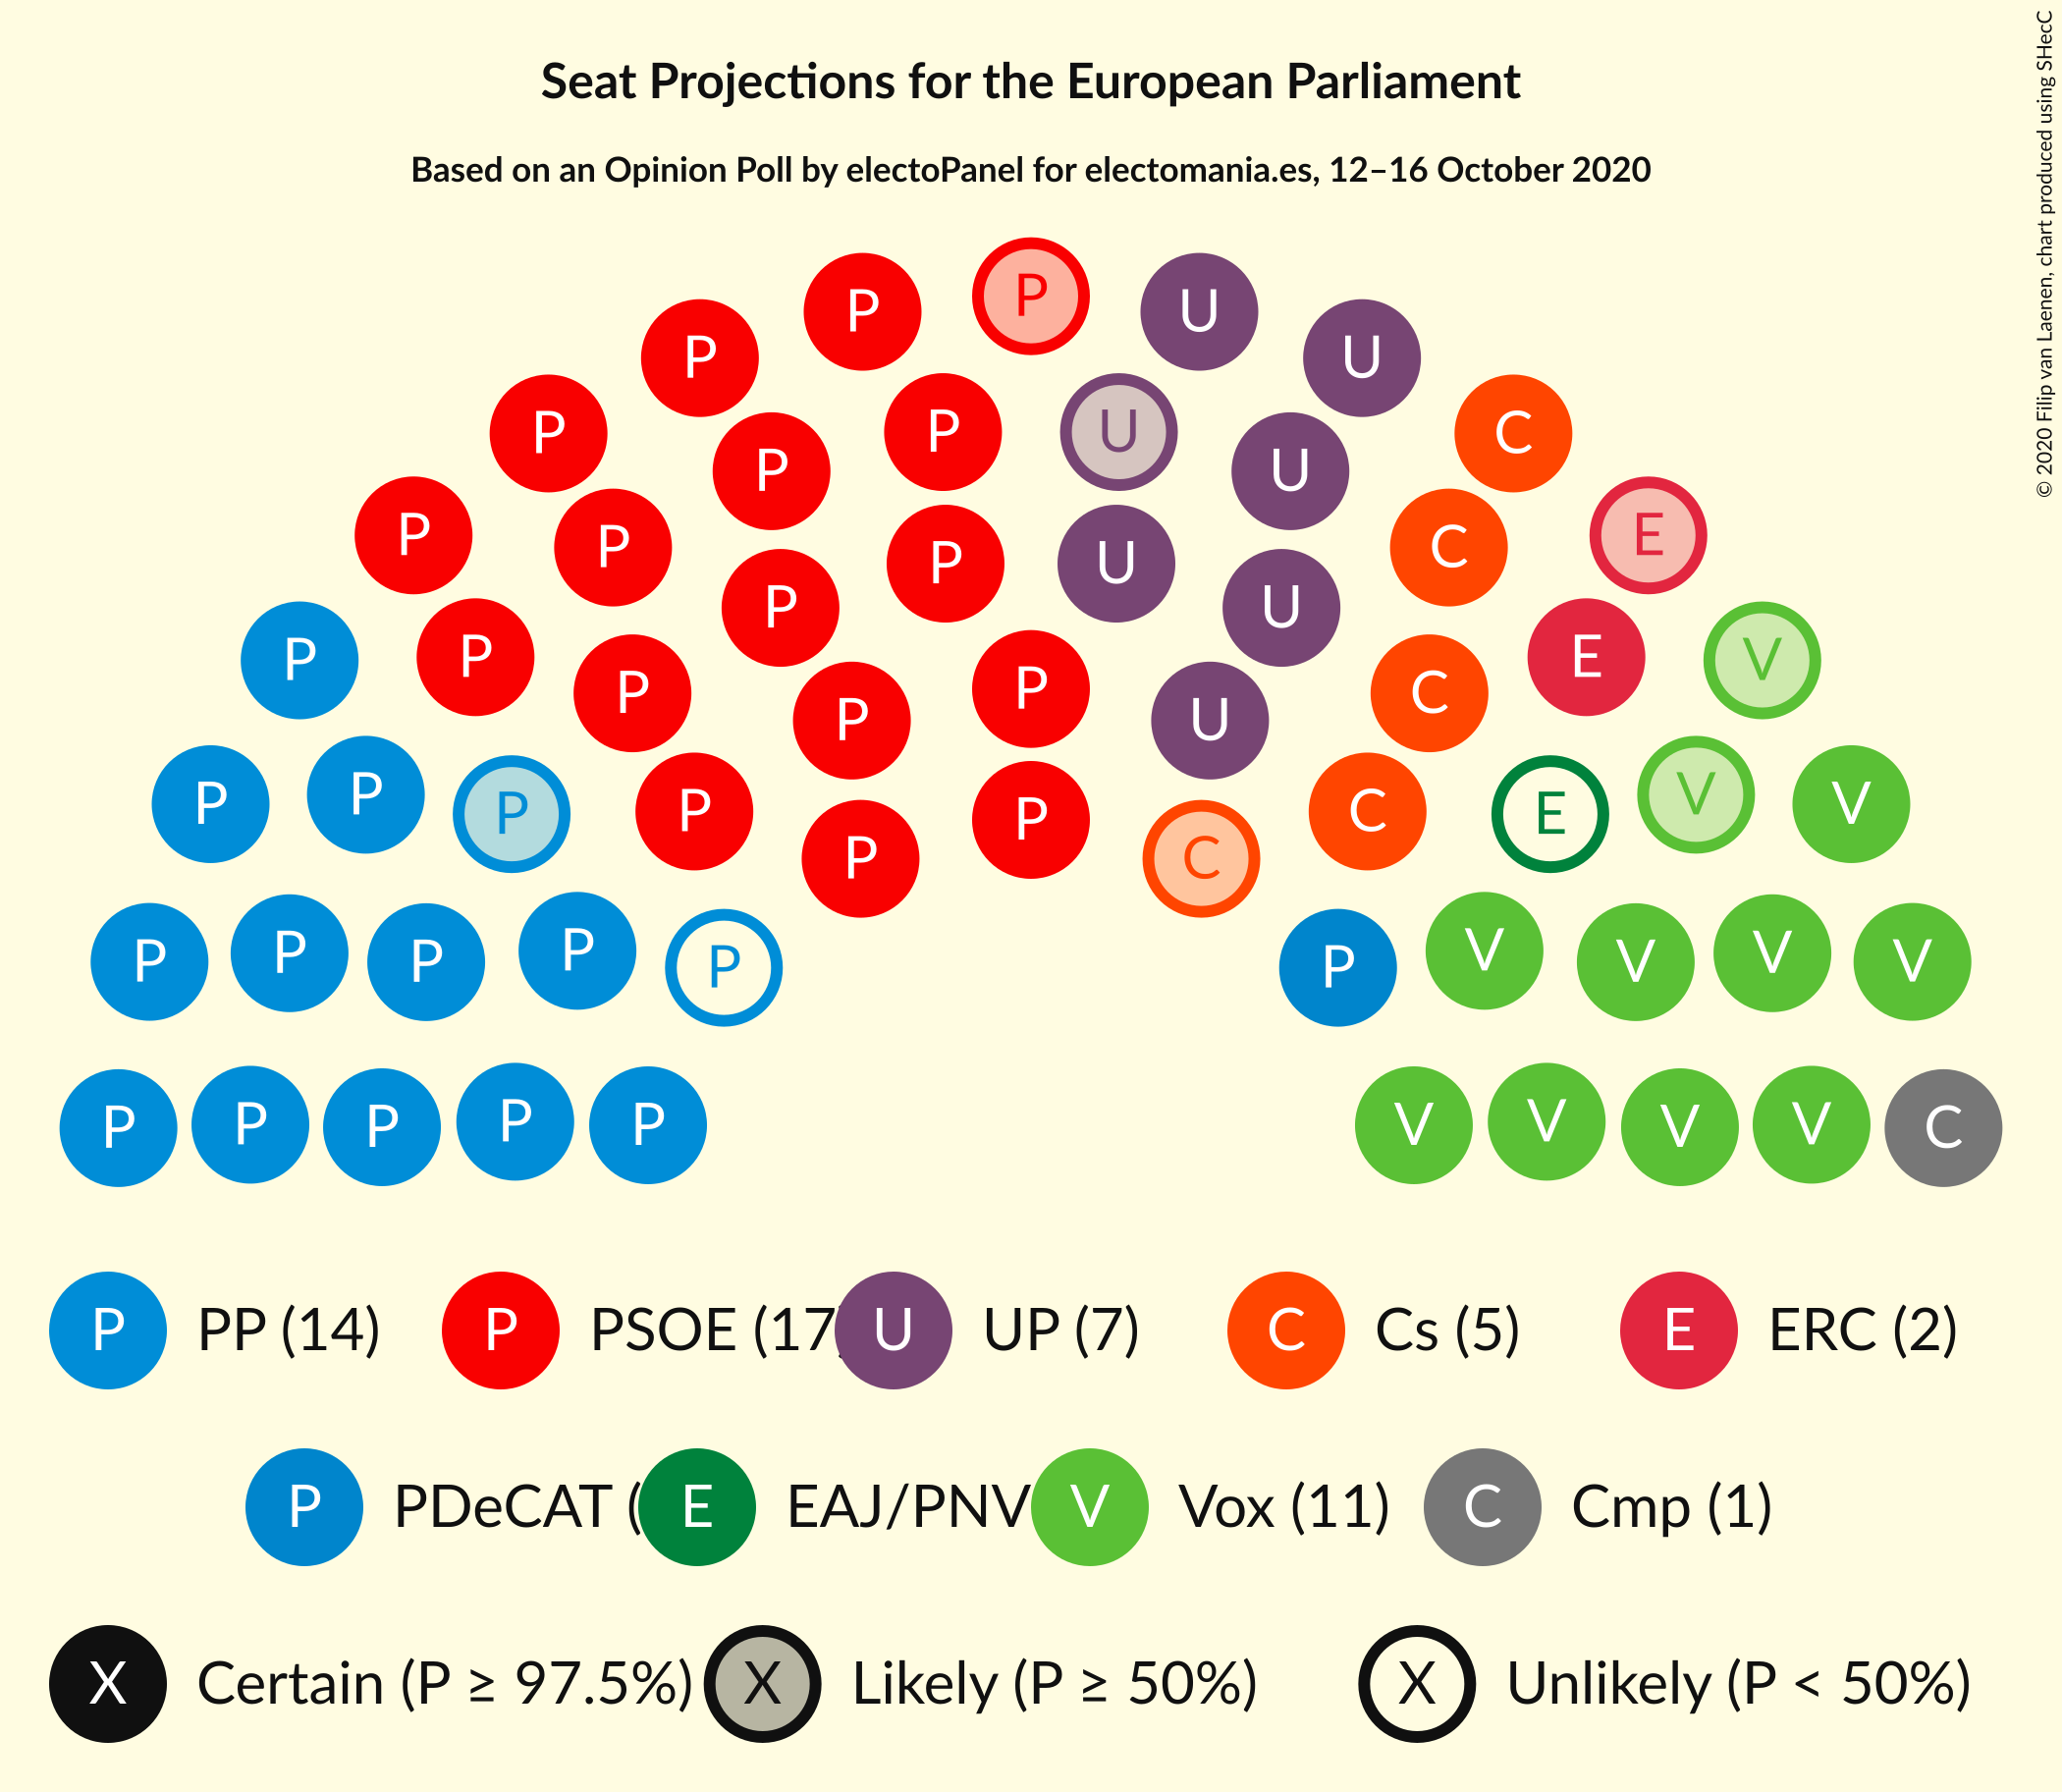 Seat Projections for the European Parliament
Based on an Opinion Poll by electoPanel for electomania.es, 12–16 October 2020
© 2020 Filip van Laenen, chart produced using SHecC
P U U
P P U
P P U C
P P P U C E
P P P U U
P P P P C E V
P P P U
P P P P C E V V
P P C
P P P P P P V V V V
P P P P P V V V V C
P PP (14) P PSOE (17 U UP (7) C Cs (5) E ERC (2)
P PDeCAT ( E EAJ/PNV V Vox (11) C Cmp (1)
X Certain (P ≥ 97.5%) X Likely (P ≥ 50%) X Unlikely (P < 50%)